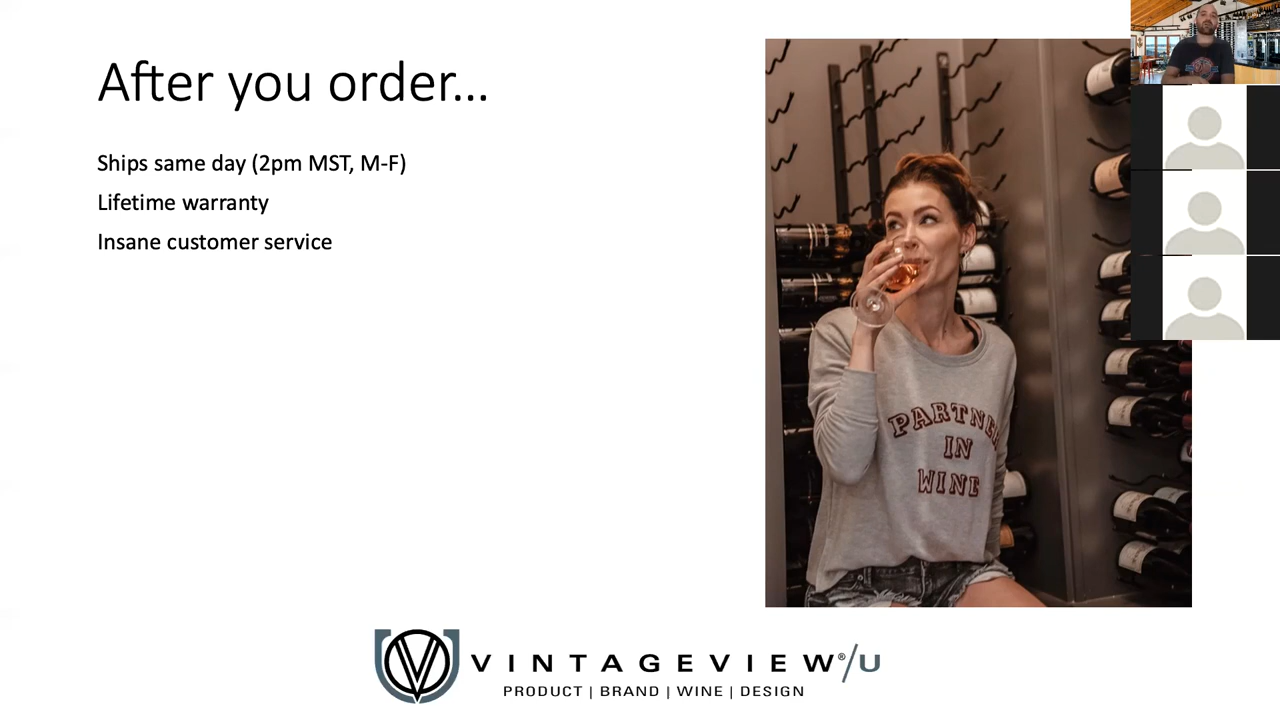 After you order...
Ships same day (2pm MST, M-F)
Lifetime warranty
Insane customer service
PARTNE
IN
WINE
VINTAGEVIEW®/U
PRODUCT | BRAND | WINE | DESIGN